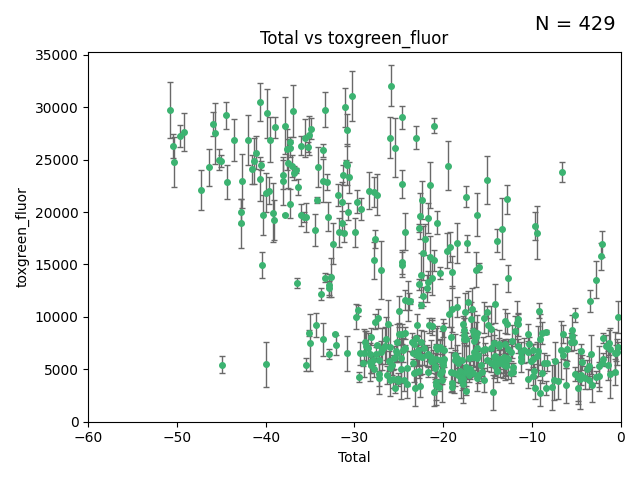 N = 429
Total vs toxgreen_fluor
35000
30000
25000
20000
15000
10000
5000
0
toxgreen_fluor
−60 −50 −40 −30 −20 −10 0
Total